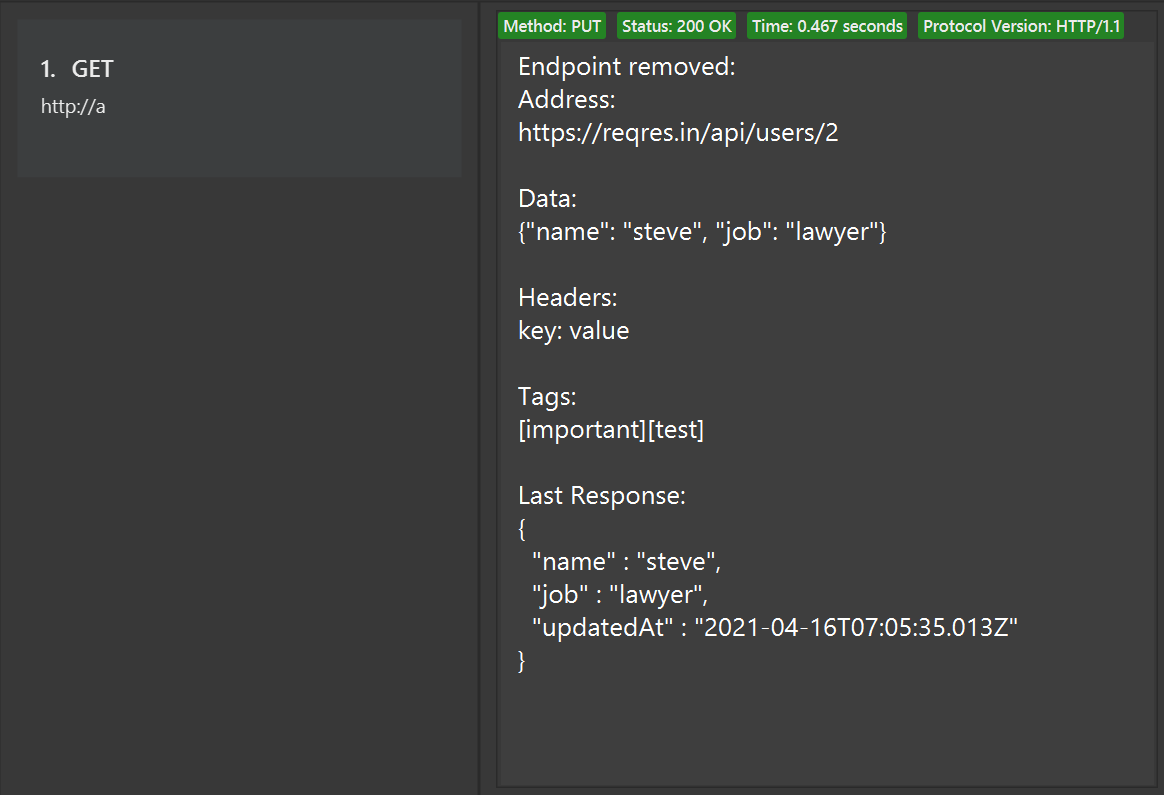 1. GET
http://a
Method: PUT Status: 200 OK Time: 0.467 seconds Protocol Version: HTTP/1.1
Endpoint removed:
Address:
https://reqres.in/api/users/2
Data:
{"name": "steve", "job": "lawyer"}
Headers:
key: value
Tags:
[important][test]
Last Response:
{
"name" : "steve",
"job" : "lawyer",
"updatedAt" : "2021-04-16T07:05:35.013Z"
}